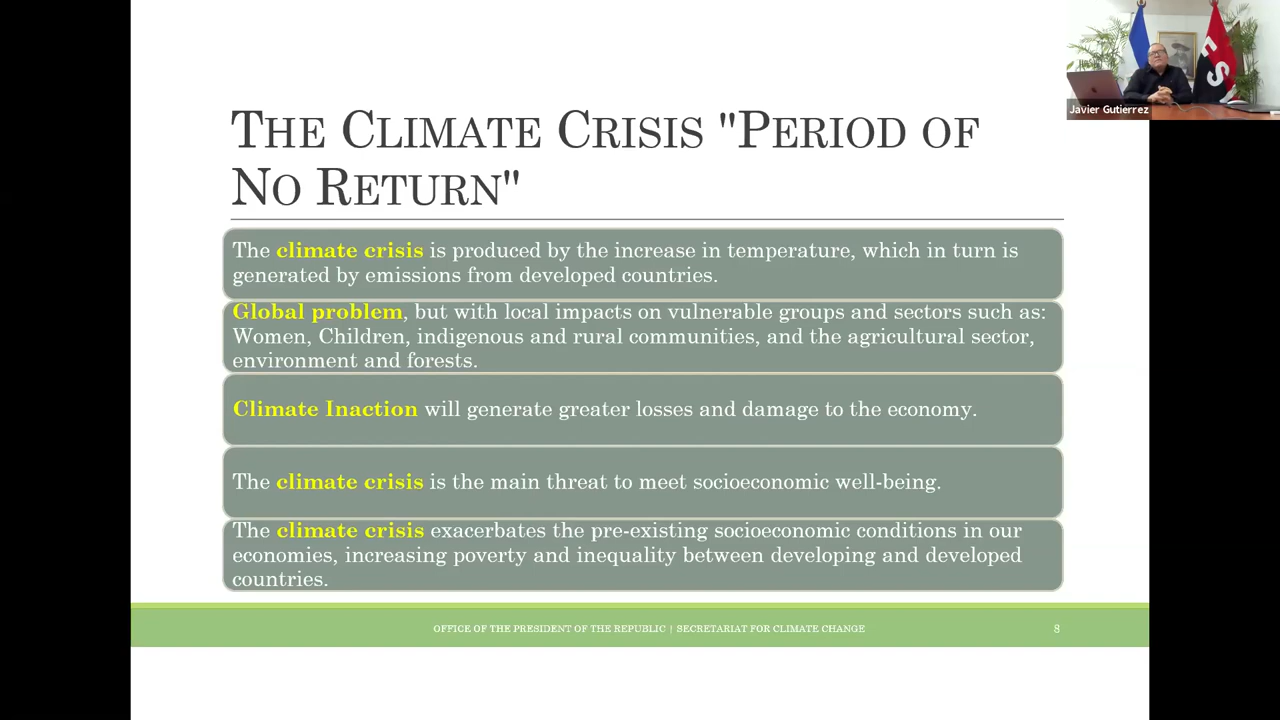 Javier Gutierrez
THE CLIMATE CRISIS "PERIOD OF
NO RETURN"
The climate crisis is produced by the increase in temperature, which in turn is
generated by emissions from developed countries.
Global problem, but with local impacts on vulnerable groups and sectors such as:
Women, Children, indigenous and rural communities, and the agricultural sector,
environment and forests.
Climate Inaction will generate greater losses and damage to the economy.
The climate crisis is the main threat to meet socioeconomic well-being.
The climate crisis exacerbates the pre-existing socioeconomic conditions in our
economies, increasing poverty and inequality between developing and developed
countries.
OFFICE OF THE PRESIDENT OF THE REPUBLIC | SECRETARIAT FOR CLIMATE CHANGE
8